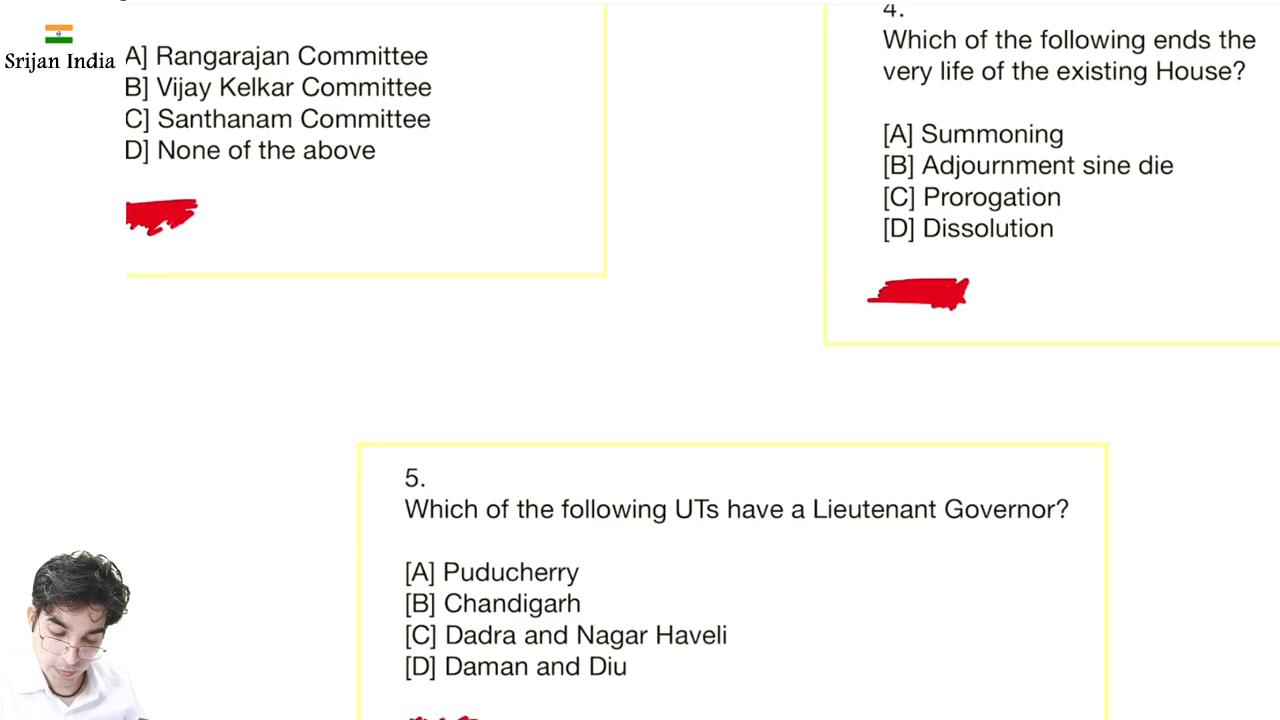 Srijan India
A] Rangarajan Committee
B] Vijay Kelkar Committee
C] Santhanam Committee
D] None of the above
4.
Which of the following ends the
very life of the existing House?
[A] Summoning
[B] Adjournment sine die
[C] Prorogation
[D] Dissolution
5.
Which of the following UTs have a Lieutenant Governor?
[A] Puducherry
[B] Chandigarh
[C] Dadra and Nagar Haveli
[D] Daman and Diu